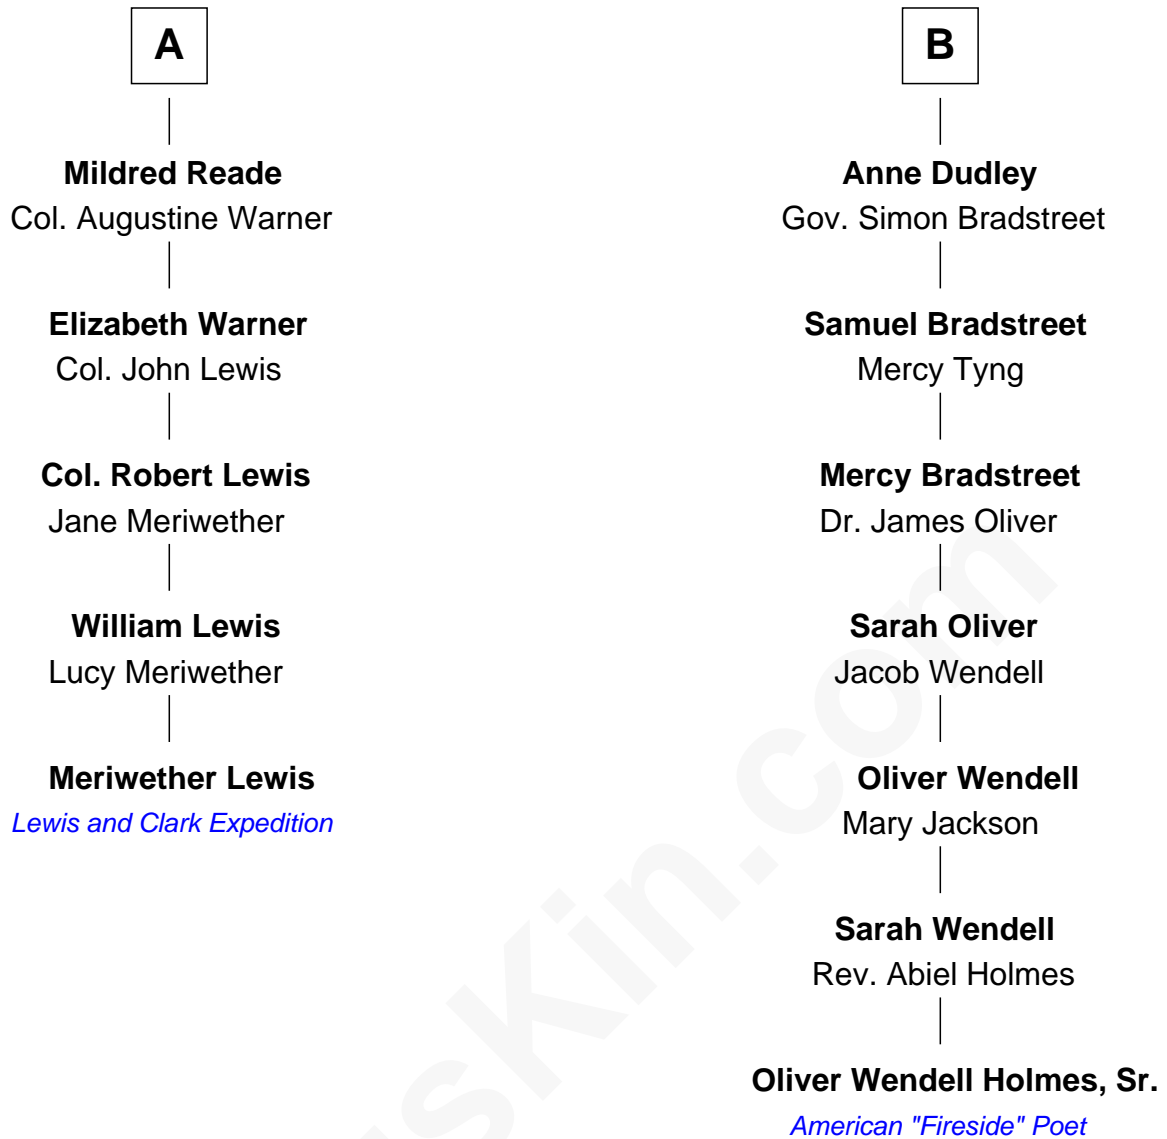 A
Mildred Reade
Col. Augustine Warner
Elizabeth Warner
Col. John Lewis
Col. Robert Lewis
Jane Meriwether
William Lewis
Lucy Meriwether
Meriwether Lewis
Lewis and Clark Expedition
B
Anne Dudley
Gov. Simon Bradstreet
Samuel Bradstreet
Mercy Tyng
Mercy Bradstreet
Dr. James Oliver
Sarah Oliver
Jacob Wendell
Oliver Wendell
Mary Jackson
Sarah Wendell
Rev. Abiel Holmes
Oliver Wendell Holmes, Sr.
American "Fireside" Poet